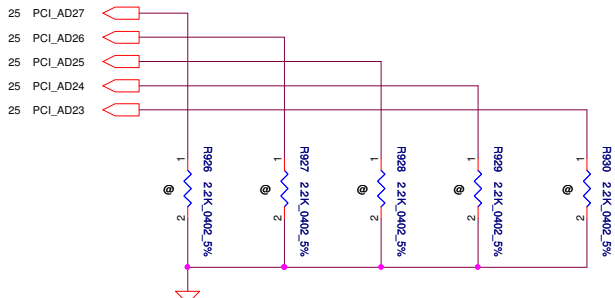 25 PCI_AD27
25 PCI_AD26
25 PCI_AD25
25 PCI_AD24
25 PCI_AD23
1 R926 2.2K_0402_5% @ 2
1 R927 2.2K_0402_5% @ 2
1 R928 2.2K_0402_5% @ 2
1 R929 2.2K_0402_5% @ 2
1 R930 2.2K_0402_5% @ 2